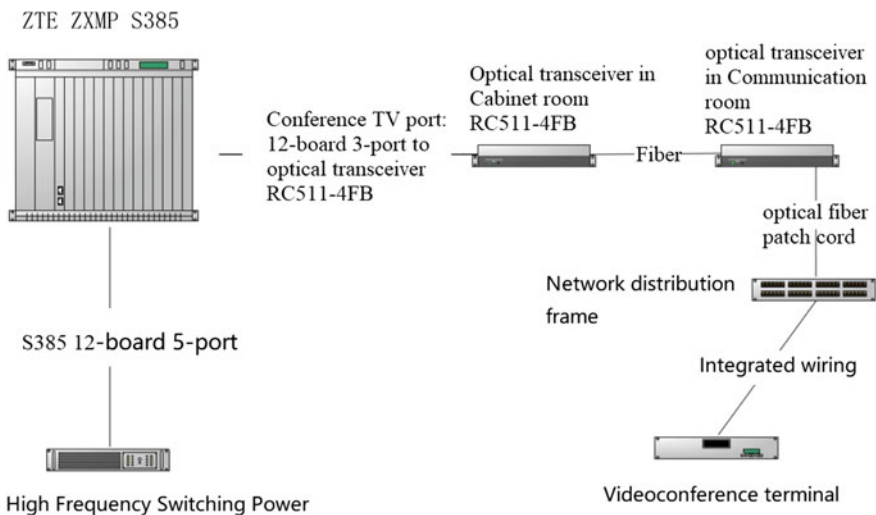 ZTE ZXMP S385
Conference TV port:
12-board 3-port to
optical transceiver
RC511-4FB
Optical transceiver in
Cabinet room
RC511-4FB
Fiber
optical transceiver
in Communication
room
RC511-4FB
optical fiber
patch cord
Network distribution
frame
S385 12-board 5-port
Integrated wiring
High Frequency Switching Power
Videoconference terminal